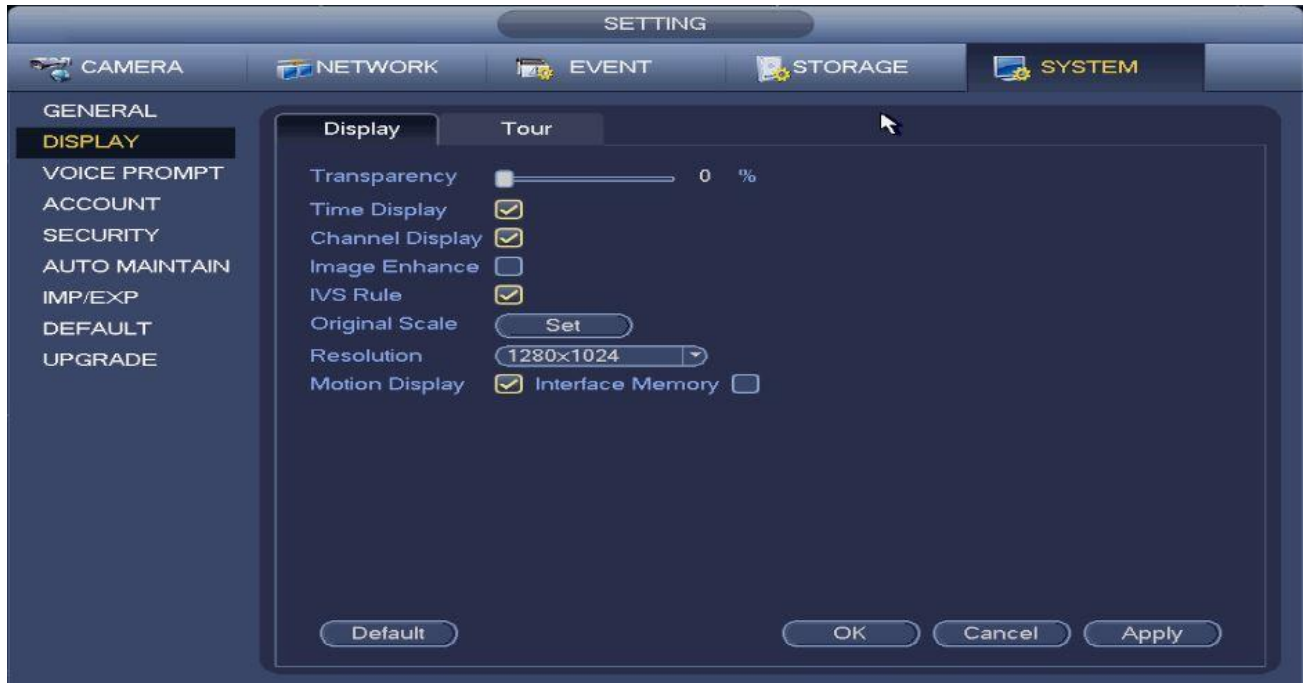 SETTING
CAMERA NETWORK EVENT STORAGE SYSTEM
GENERAL
DISPLAY
VOICE PROMPT
ACCOUNT
SECURITY
AUTO MAINTAIN
IMP/EXP
DEFAULT
UPGRADE
Display Tour
Transparency 0 %
Time Display
Channel Display
Image Enhance
IVS Rule
Original Scale Set
Resolution 1280×1024
Motion Display Interface Memory
Default OK Cancel Apply